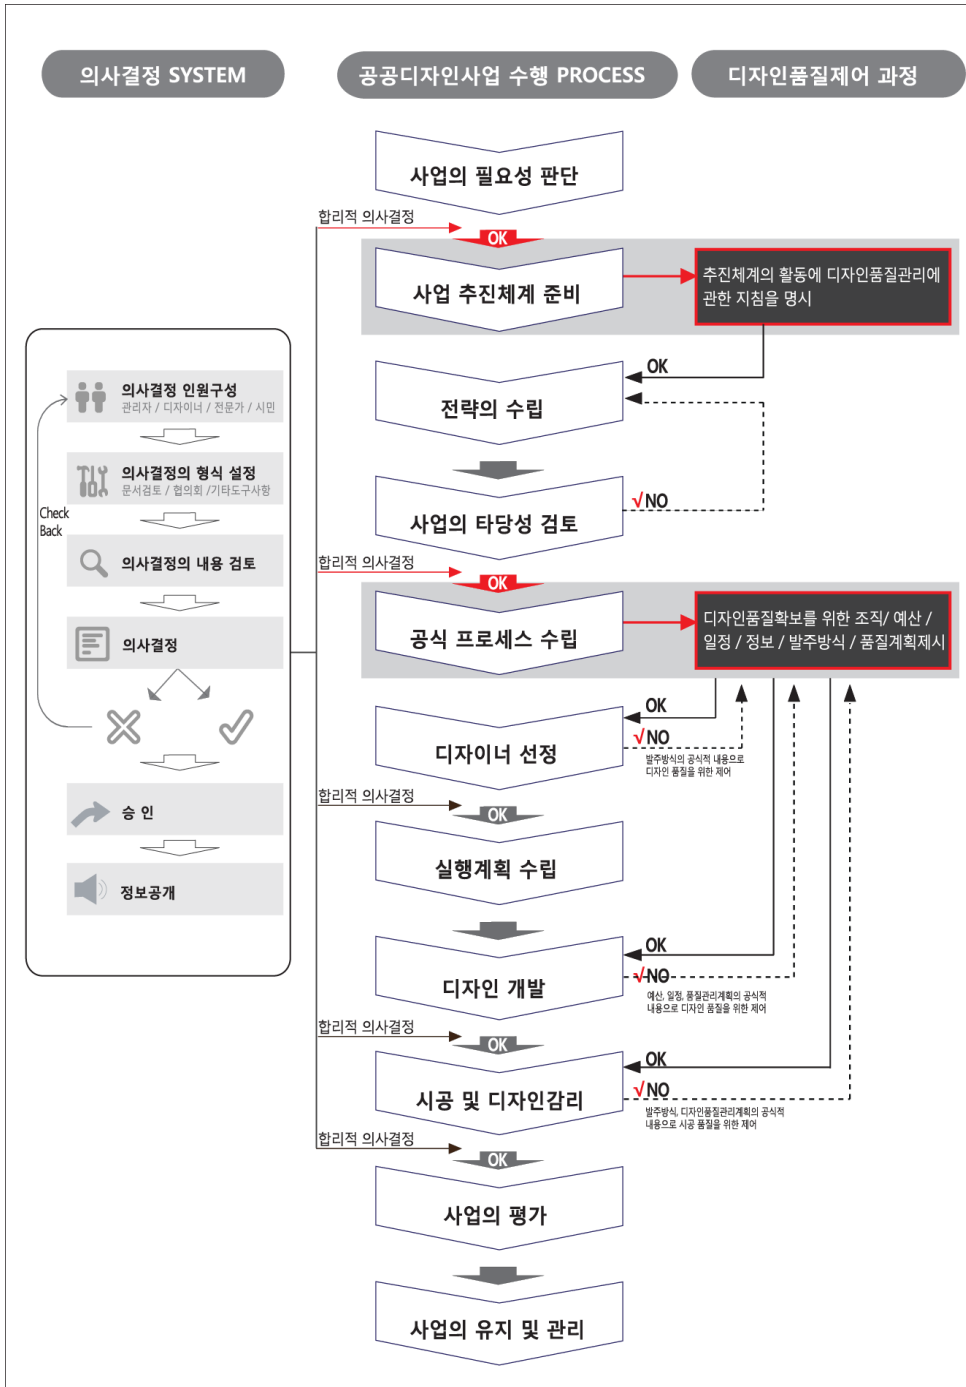 의사결정 SYSTEM
공공디자인사업 수행 PROCESS
디자인품질제어 과정
사업의 필요성 판단
합리적 의사결정
OK
사업 추진체계 준비
추진체계의 활동에 디자인품질관리에
관한 지침을 명시
OK
전략의 수립
사업의 타당성 검토
√NO
합리적 의사결정
OK
공식 프로세스 수립
디자인품질확보를 위한 조직/ 예산 /
일정 / 정보 / 발주방식 / 품질계획제시
OK
디자이너 선정
√NO
발주방식의 공식적 내용으로
디자인 품질을 위한 제어
합리적 의사결정
OK
실행계획 수립
디자인 개발
OK
√NO
예산, 일정, 품질관리계획의 공식적
내용으로 디자인 품질을 위한 제어
합리적 의사결정
OK
시공 및 디자인감리
OK
√NO
발주방식, 디자인품질관리계획의 공식적
내용으로 시공 품질을 위한 제어
합리적 의사결정
OK
사업의 평가
사업의 유지 및 관리
의사결정 인원구성
관리자 / 디자이너 / 전문가 / 시민
의사결정의 형식 설정
문서검토 / 협의회 /기타도구사항
Check
Back
의사결정의 내용 검토
의사결정
승 인
정보공개